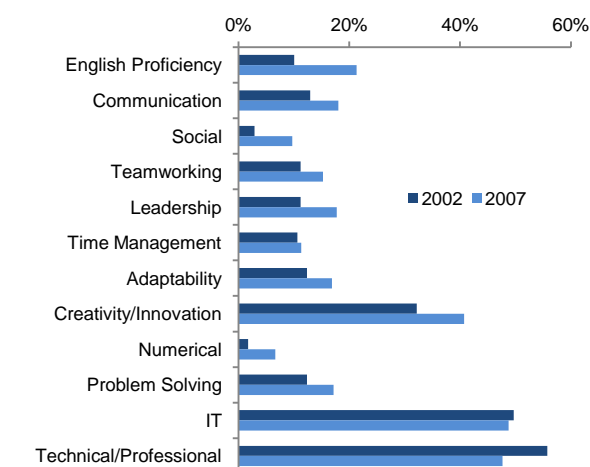 0% 20% 40% 60%
English Proficiency
Communication
Social
Teamworking
Leadership
2002 2007
Time Management
Adaptability
Creativity/Innovation
Numerical
Problem Solving
IT
Technical/Professional